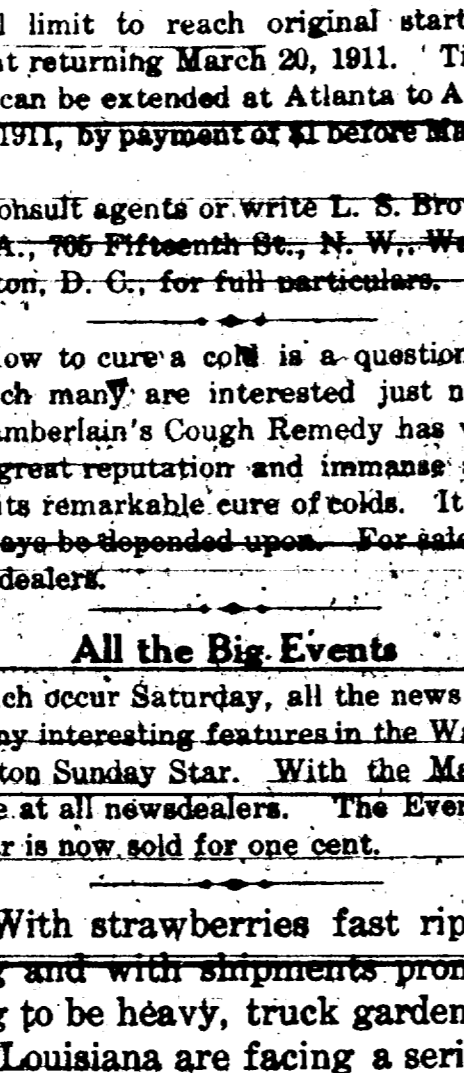 l limit to reach original start
t returning March 20, 1911. Ti
can be extended at Atlanta to A
1911, by payment of $1 before Ma
onsult agents or write L. S. Bro
A., 705 Fifteenth St., N. W., Wa
ton, D. C., for full particulars.
low to cure a cold is a question
ch many are interested just n
amberlain's Cough Remedy has
great reputation and immanse
its remarkable cure of colds. It
ays be depended upon. For sale
dealers.
All the Big Events
ch occur Saturday, all the news
ny interesting features in the Wa
ton Sunday Star. With the Ma
e at all newsdealers. The Even
r is now sold for one cent.
With strawberries fast rip
g and with shipments prom
g to be heavy, truck garden
Louisiana are facing a seri